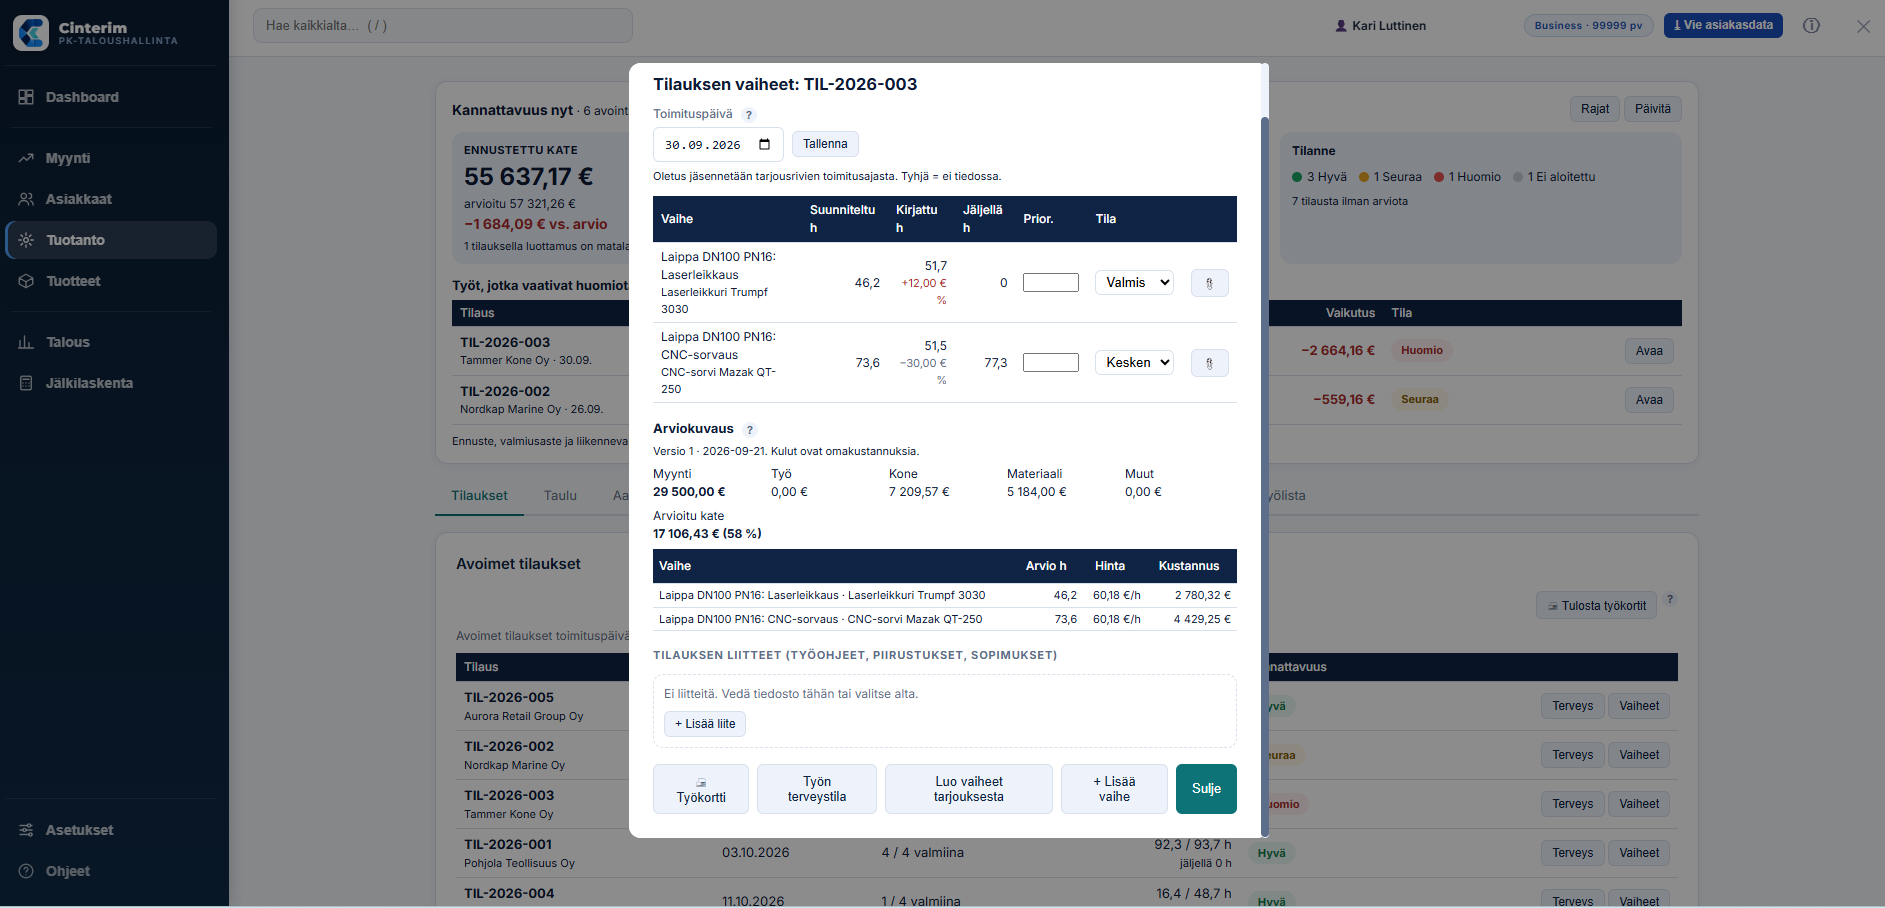 Cinterim
PK-TALOUSHALLINTA
Dashboard
Myynti
Asiakkaat
Tuotanto
Tuotteet
Talous
Jälkilaskenta
Asetukset
Ohjeet
Hae kaikkialta... ( / )
Kari Luttinen
Business · 99999 pv
Vie asiakasdata
Kannattavuus nyt · 6 avoint
Rajat
Päivitä
ENNUSTETTU KATE
55 637,17 €
arvioitu 57 321,26 €
−1 684,09 € vs. arvio
1 tilauksella luottamus on matala
Tilanne
3 Hyvä 1 Seuraa 1 Huomio 1 Ei aloitettu
7 tilausta ilman arviota
Työt, jotka vaativat huomiot
Tilaus Vaikutus Tila
TIL-2026-003
Tammer Kone Oy · 30.09.
−2 664,16 € Huomio Avaa
TIL-2026-002
Nordkap Marine Oy · 26.09.
−559,16 € Seuraa Avaa
Ennuste, valmiusaste ja liikenneva
Tilaukset Taulu Aa yölista
Avoimet tilaukset
Tulosta työkortit ?
Avoimet tilaukset toimituspäivä
Tilaus nnattavuus
TIL-2026-005
Aurora Retail Group Oy
yvä Terveys Vaiheet
TIL-2026-002
Nordkap Marine Oy
euraa Terveys Vaiheet
TIL-2026-003
Tammer Kone Oy
uomio Terveys Vaiheet
TIL-2026-001
Pohjola Teollisuus Oy
03.10.2026 4 / 4 valmiina 92,3 / 93,7 h
jäljellä 0 h
Hyvä Terveys Vaiheet
TIL-2026-004 11.10.2026 1 / 4 valmiina 16,4 / 48,7 h Hyvä Terveys Vaiheet
Tilauksen vaiheet: TIL-2026-003
Toimituspäivä ?
30.09.2026 Tallenna
Oletus jäsennetään tarjousrivien toimitusajasta. Tyhjä = ei tiedossa.
Vaihe Suunniteltu h Kirjattu h Jäljellä h Prior. Tila
Laippa DN100 PN16:
Laserleikkaus
Laserleikkuri Trumpf
3030
46,2 51,7
+12,00 €
%
0 Valmis
Laippa DN100 PN16:
CNC-sorvaus
CNC-sorvi Mazak QT-
250
73,6 51,5
−30,00 €
%
77,3 Kesken
Arviokuvaus ?
Versio 1 · 2026-09-21. Kulut ovat omakustannuksia.
Myynti Työ Kone Materiaali Muut
29 500,00 € 0,00 € 7 209,57 € 5 184,00 € 0,00 €
Arvioitu kate
17 106,43 € (58 %)
Vaihe Arvio h Hinta Kustannus
Laippa DN100 PN16: Laserleikkaus · Laserleikkuri Trumpf 3030 46,2 60,18 €/h 2 780,32 €
Laippa DN100 PN16: CNC-sorvaus · CNC-sorvi Mazak QT-250 73,6 60,18 €/h 4 429,25 €
TILAUKSEN LIITTEET (TYÖOHJEET, PIIRUSTUKSET, SOPIMUKSET)
Ei liitteitä. Vedä tiedosto tähän tai valitse alta.
+ Lisää liite
Työkortti
Työn
terveystila
Luo vaiheet
tarjouksesta
+ Lisää
vaihe
Sulje